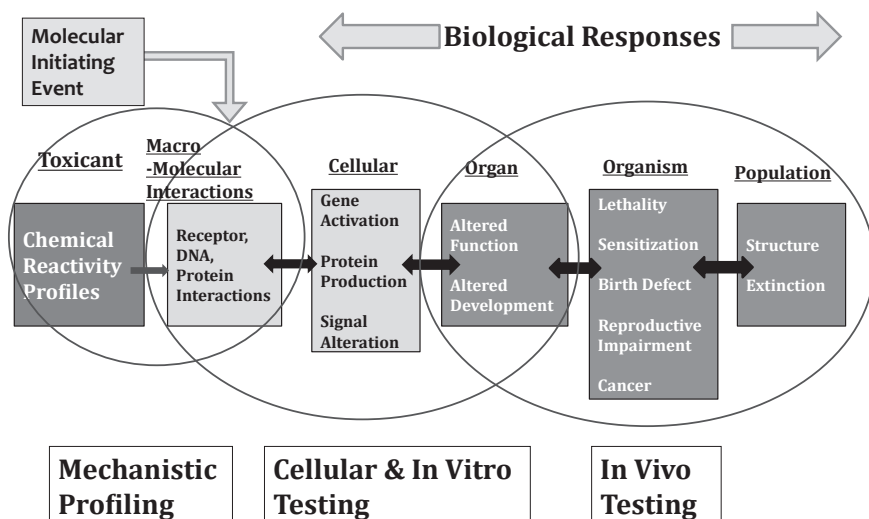 Molecular
Initiating
Event
Biological Responses
Toxicant
Macro
-Molecular
Interactions
Cellular
Organ
Organism
Population
Chemical
Reactivity
Profiles
Receptor,
DNA,
Protein
Interactions
Gene
Activation
Protein
Production
Signal
Alteration
Altered
Function
Altered
Development
Lethality
Sensitization
Birth Defect
Reproductive
Impairment
Cancer
Structure
Extinction
Mechanistic
Profiling
Cellular & In Vitro
Testing
In Vivo
Testing